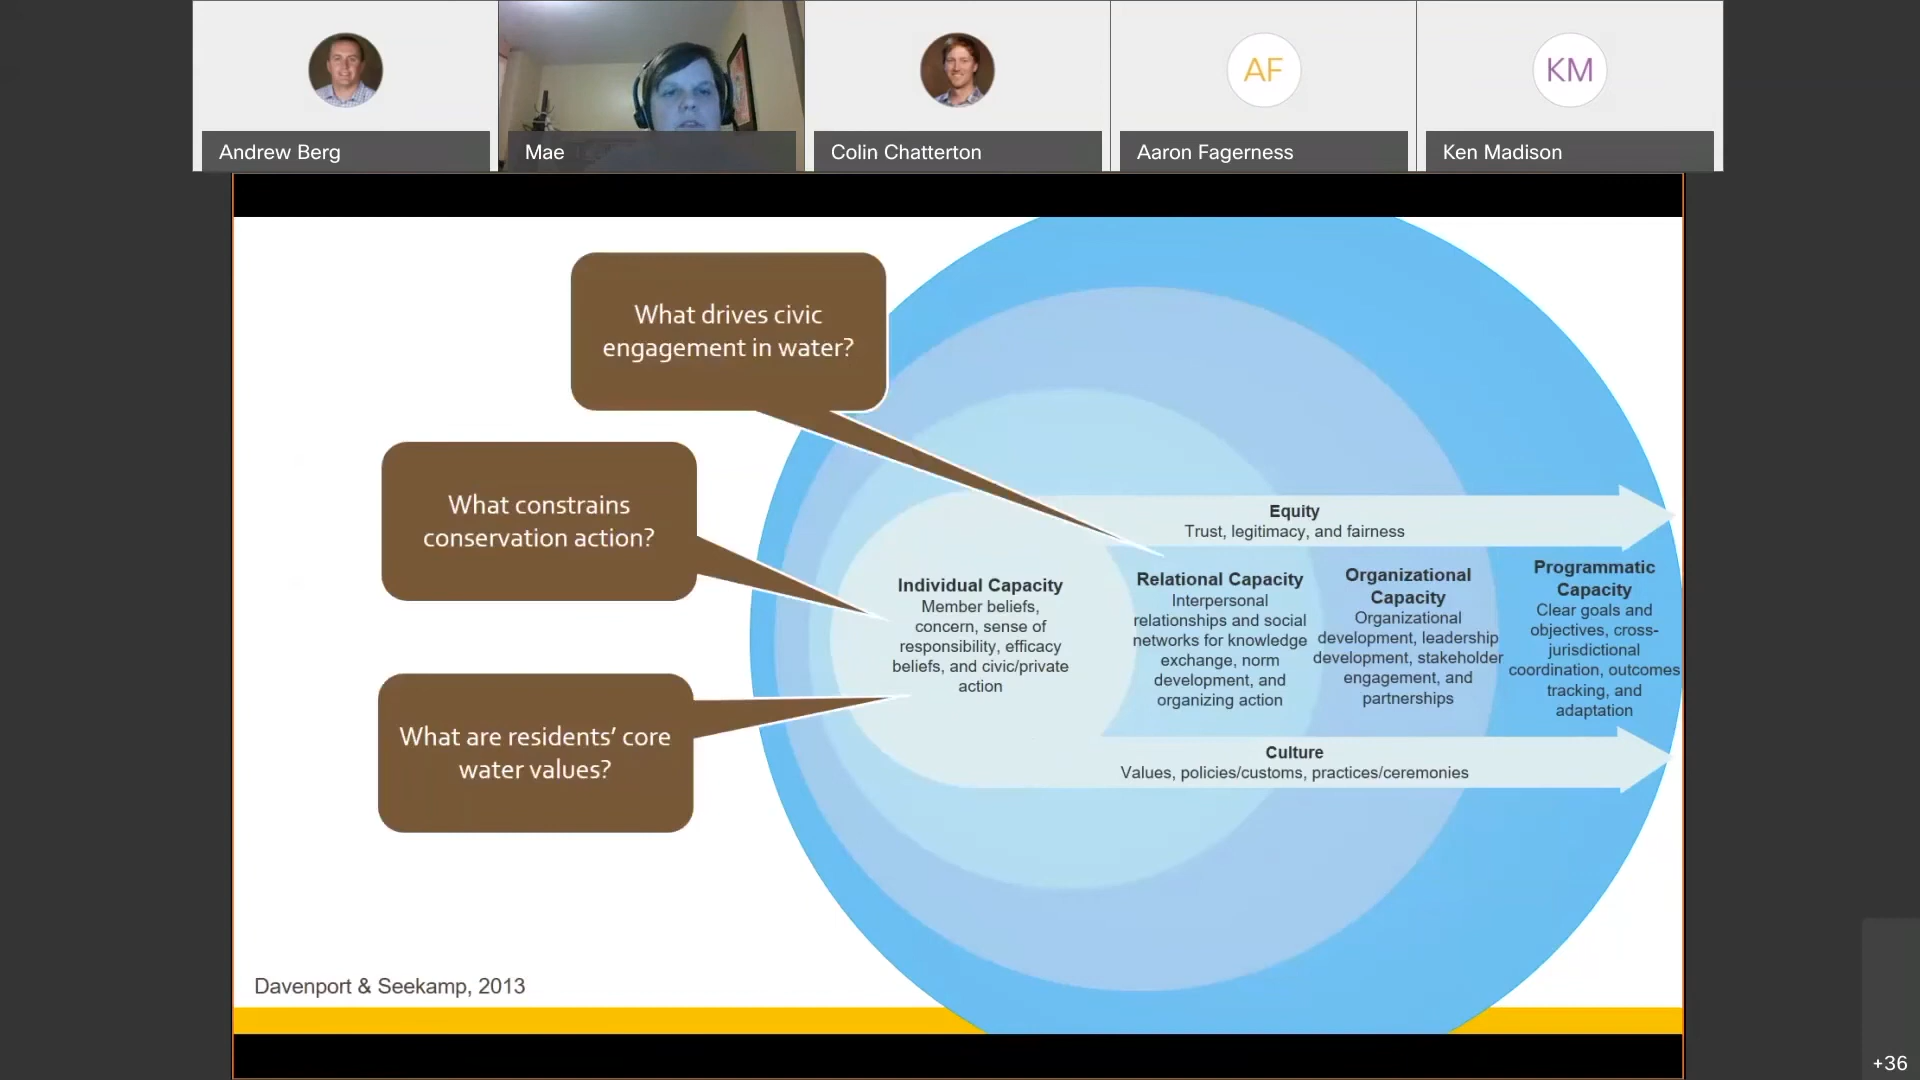 Andrew Berg
Mae
Colin Chatterton
AF
Aaron Fagerness
KM
Ken Madison
What drives civic
engagement in water?
What constrains
conservation action?
What are residents’ core
water values?
Equity
Trust, legitimacy, and fairness
Individual Capacity
Member beliefs,
concern, sense of
responsibility, efficacy
beliefs, and civic/private
action
Relational Capacity
Interpersonal
relationships and social
networks for knowledge
exchange, norm
development, and
organizing action
Organizational
Capacity
Organizational
development, leadership
development, stakeholder
engagement, and
partnerships
Programmatic
Capacity
Clear goals and
objectives, cross-
jurisdictional
coordination, outcomes
tracking, and
adaptation
Culture
Values, policies/customs, practices/ceremonies
Davenport & Seekamp, 2013
+36